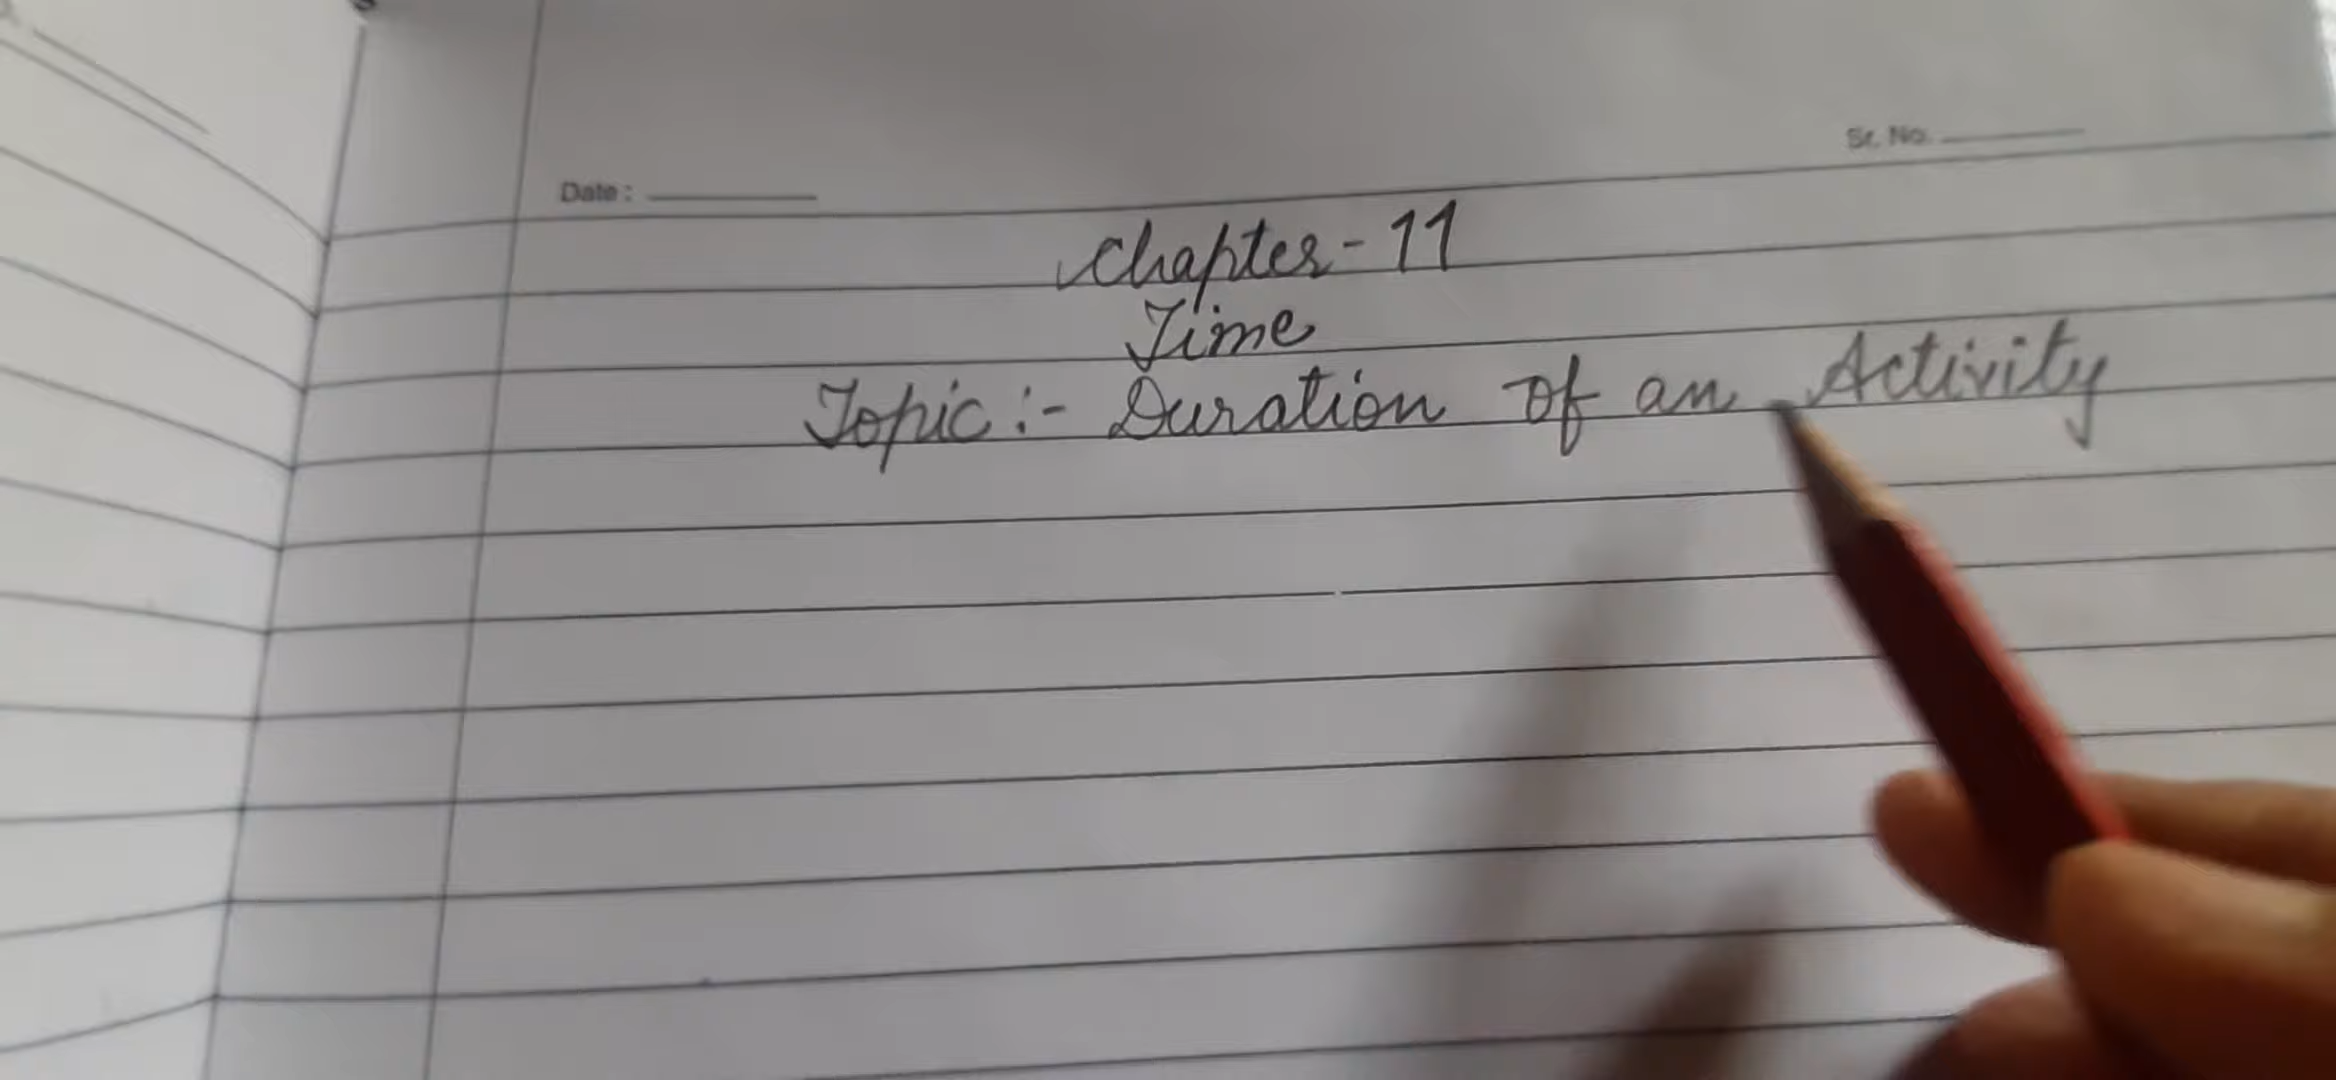 Sr. No.
Date :
Chapter - 11
Time
Topic :- Duration of an Activity